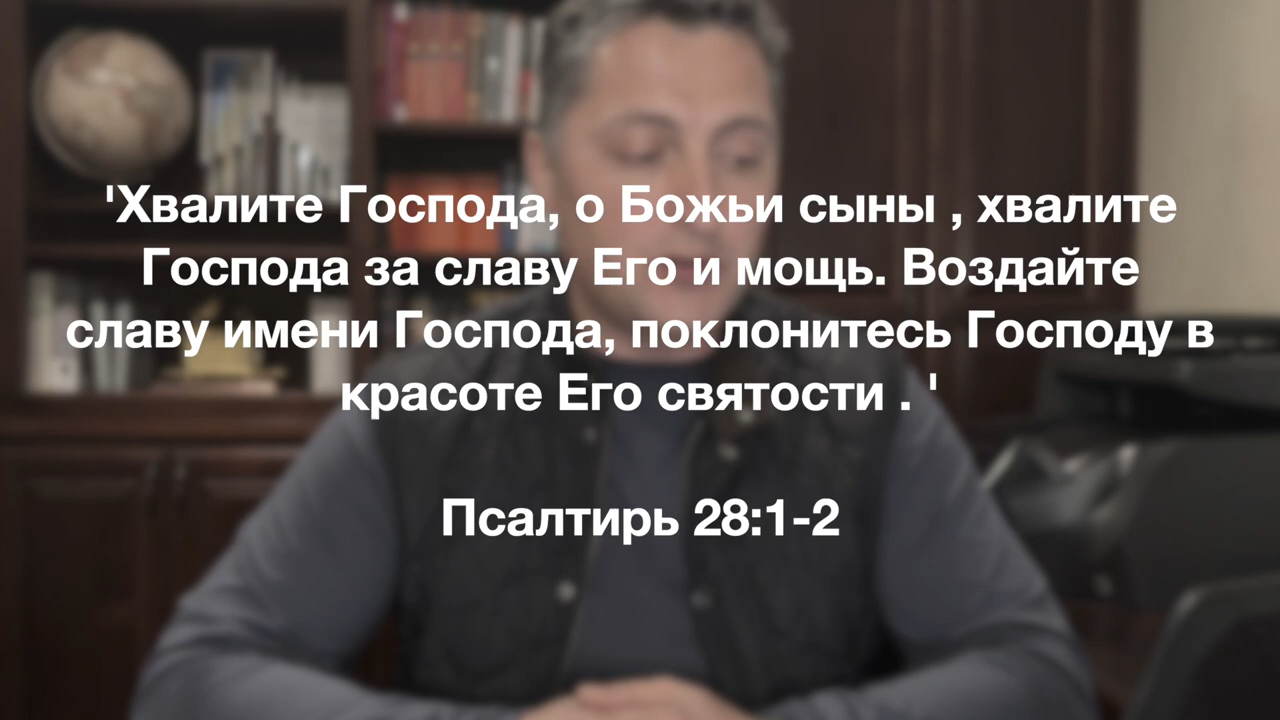 'Хвалите Господа, о Божьи сыны , хвалите
Господа за славу Его и мощь. Воздайте
славу имени Господа, поклонитесь Господу в
красоте Его святости . '
Псалтирь 28:1-2